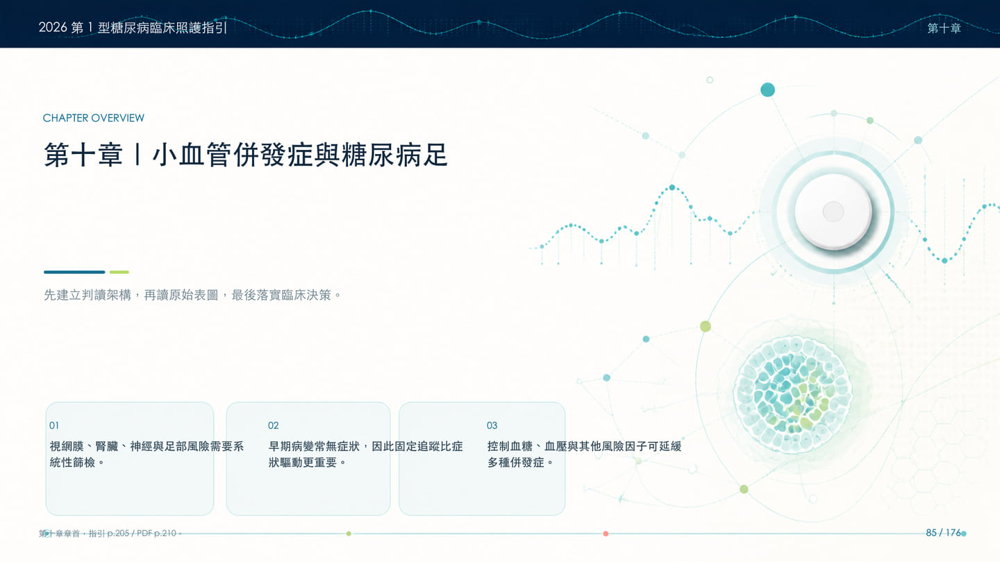 2026 第 1 型糖尿病臨床照護指引
第十章
CHAPTER OVERVIEW
第十章｜小血管併發症與糖尿病足
先建立判讀架構，再讀原始表圖，最後落實臨床決策。
01
視網膜、腎臟、神經與足部風險需要系
統性篩檢。
02
早期病變常無症狀，因此固定追蹤比症
狀驅動更重要。
03
控制血糖、血壓與其他風險因子可延緩
多種併發症。
第十章章首，指引 p.205 / PDF p.210。
85 / 176